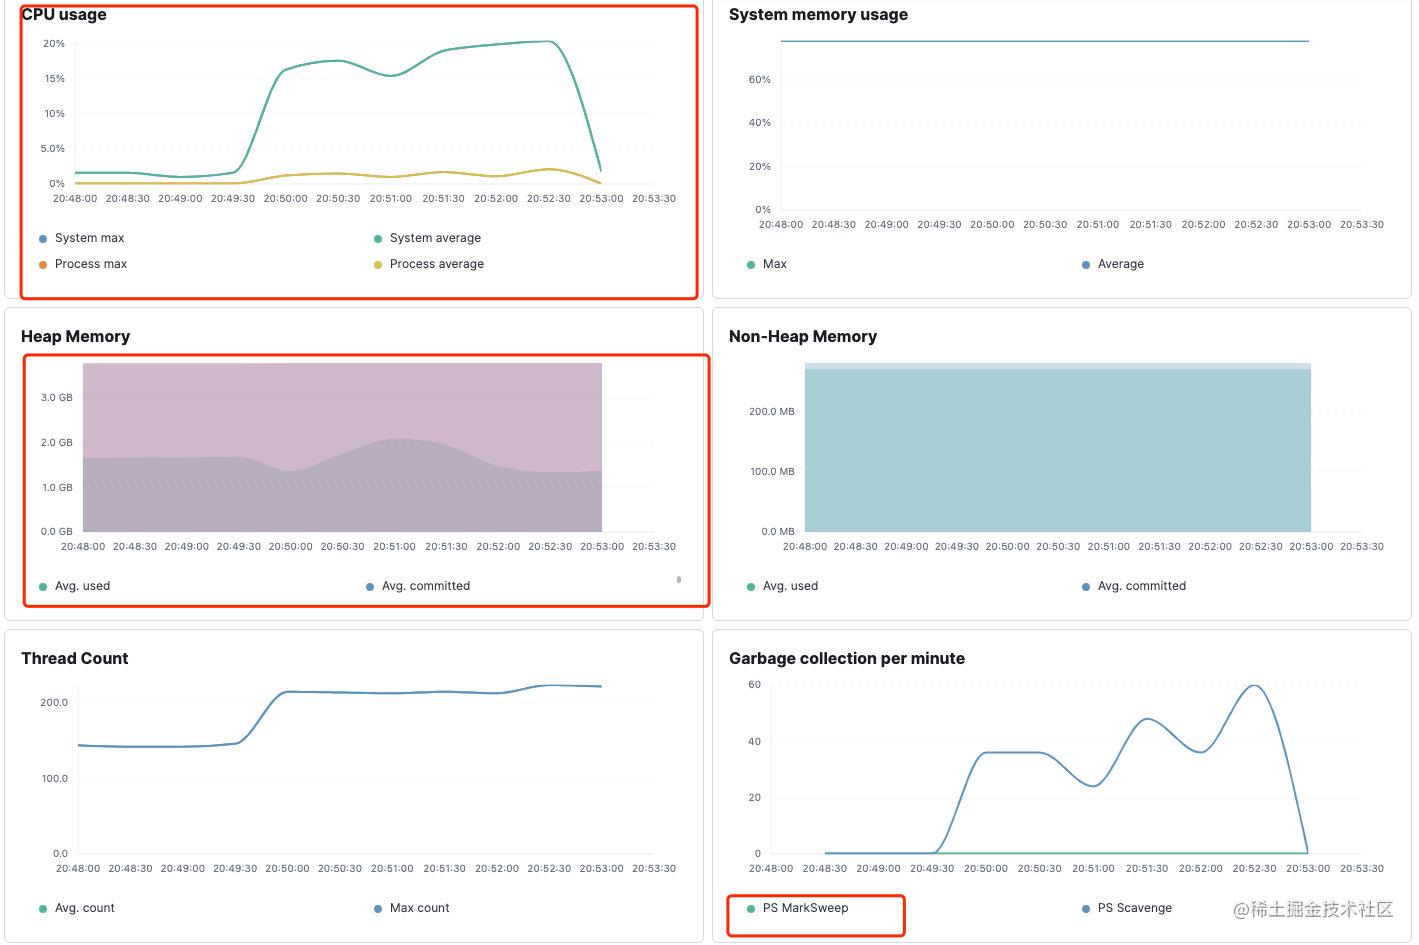 CPU usage
20%
15%
10%
5.0%
0%
20:48:00 20:48:30 20:49:00 20:49:30 20:50:00 20:50:30 20:51:00 20:51:30 20:52:00 20:52:30 20:53:00 20:53:30
System max System average
Process max Process average
System memory usage
60%
40%
20%
0%
20:48:00 20:48:30 20:49:00 20:49:30 20:50:00 20:50:30 20:51:00 20:51:30 20:52:00 20:52:30 20:53:00 20:53:30
Max Average
Heap Memory
3.0 GB
2.0 GB
1.0 GB
0.0 GB
20:48:00 20:48:30 20:49:00 20:49:30 20:50:00 20:50:30 20:51:00 20:51:30 20:52:00 20:52:30 20:53:00 20:53:30
Avg. used Avg. committed
Non-Heap Memory
200.0 MB
100.0 MB
0.0 MB
20:48:00 20:48:30 20:49:00 20:49:30 20:50:00 20:50:30 20:51:00 20:51:30 20:52:00 20:52:30 20:53:00 20:53:30
Avg. used Avg. committed
Thread Count
200.0
100.0
0.0
20:48:00 20:48:30 20:49:00 20:49:30 20:50:00 20:50:30 20:51:00 20:51:30 20:52:00 20:52:30 20:53:00 20:53:30
Avg. count Max count
Garbage collection per minute
60
40
20
0
20:48:00 20:48:30 20:49:00 20:49:30 20:50:00 20:50:30 20:51:00 20:51:30 20:52:00 20:52:30 20:53:00 20:53:30
PS MarkSweep PS Scavenge
@稀土掘金技术社区